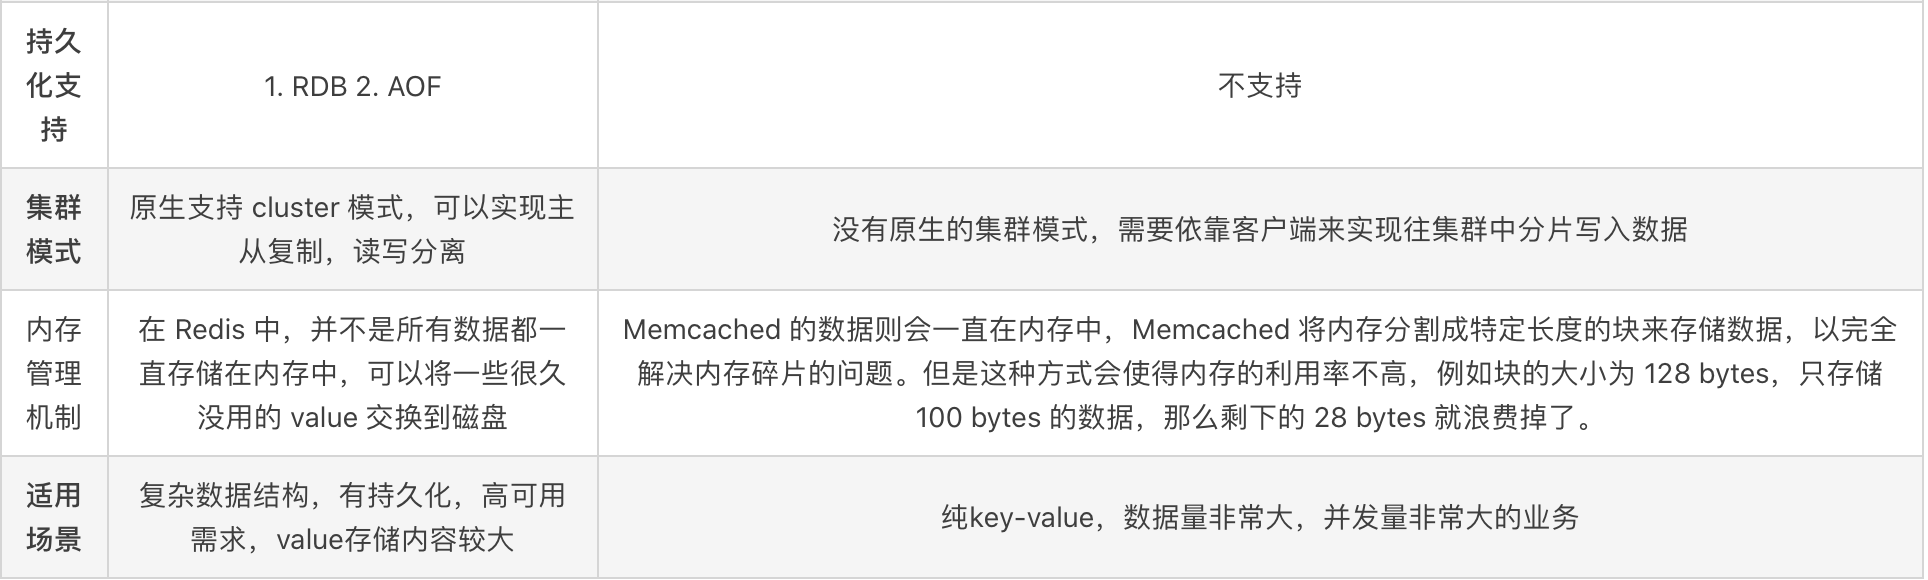 持久
化支
持
1. RDB 2. AOF
不支持
集群
模式
原生支持 cluster 模式，可以实现主
从复制，读写分离
没有原生的集群模式，需要依靠客户端来实现往集群中分片写入数据
内存
管理
机制
在 Redis 中，并不是所有数据都一
直存储在内存中，可以将一些很久
没用的 value 交换到磁盘
Memcached 的数据则会一直在内存中，Memcached 将内存分割成特定长度的块来存储数据，以完全
解决内存碎片的问题。但是这种方式会使得内存的利用率不高，例如块的大小为 128 bytes，只存储
100 bytes 的数据，那么剩下的 28 bytes 就浪费掉了。
适用
场景
复杂数据结构，有持久化，高可用
需求，value存储内容较大
纯key-value，数据量非常大，并发量非常大的业务